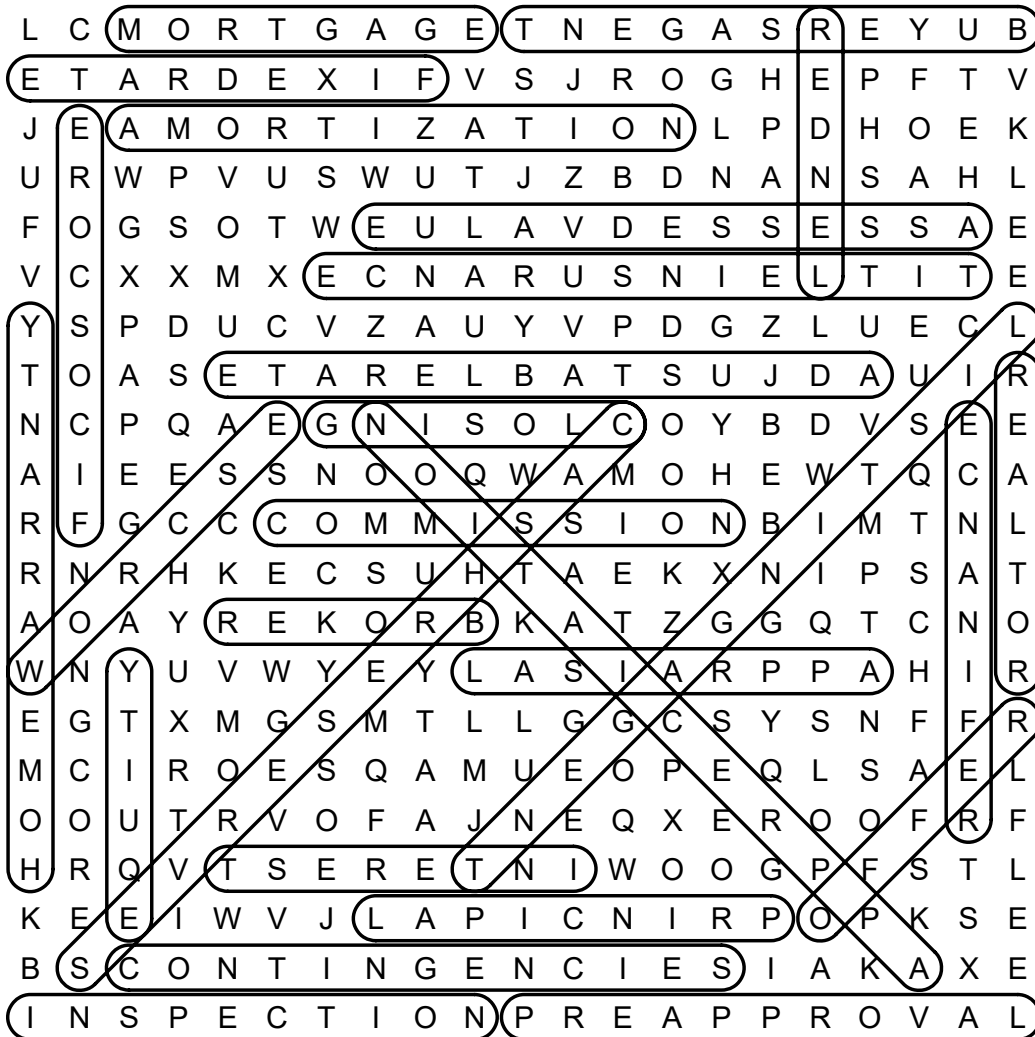 L C M O R T G A G E T N E G A S R E Y U B
E T A R D E X I F V S J R O G H E P F T V
J E A M O R T I Z A T I O N L P D H O E K
U R W P V U S W U T J Z B D N A N S A H L
F O G S O T W E U L A V D E S S E S S A E
V C X X M X E C N A R U S N I E L T I T E
Y S P D U C V Z A U Y V P D G Z L U E C L
T O A S E T A R E L B A T S U J D A U I R
N C P Q A E G N I S O L C O Y B D V S E E
A I E E S S N O O Q W A M O H E W T Q C A
R F G C C C O M M I S S I O N B I M T N L
R N R H K E C S U H T A E K X N I P S A T
A O A Y R E K O R B K A T Z G G Q T C N O
W N Y U V W Y E Y L A S I A R P P A H I R
E G T X M G S M T L L G G C S Y S N F F R
M C I R O E S Q A M U E O P E Q L S A E L
O O U T R V O F A J N E Q X E R O O F R F
H R Q V T S E R E T N I W O O G P F S T L
K E E I W V J L A P I C N I R P O P K S E
B S C O N T I N G E N C I E S I A K A X E
I N S P E C T I O N P R E A P P R O V A L